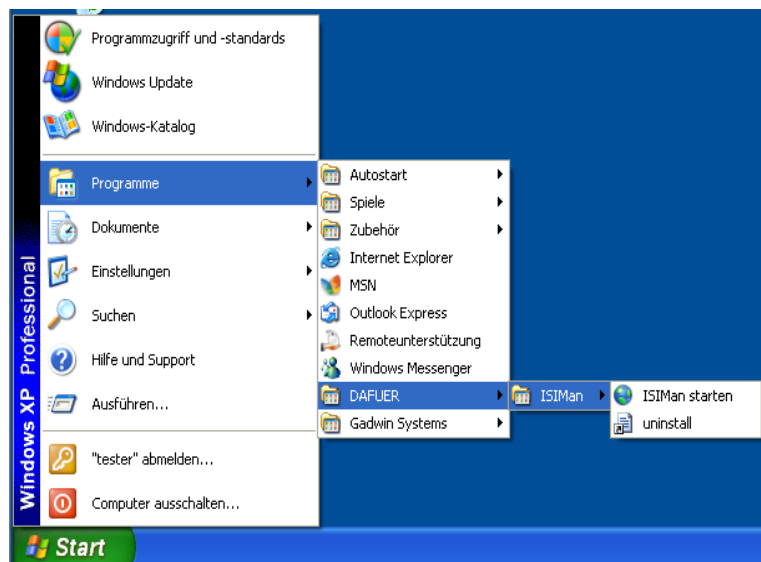 Programmzugriff und -standards
Windows Update
Windows-Katalog
Programme
Dokumente
Einstellungen
Suchen
Hilfe und Support
Ausführen...
"tester" abmelden...
Computer ausschalten...
Windows XP Professional
Autostart
Spiele
Zubehör
Internet Explorer
MSN
Outlook Express
Remoteunterstützung
Windows Messenger
DAFUER
Gadwin Systems
ISIMan
ISIMan starten
uninstall
Start